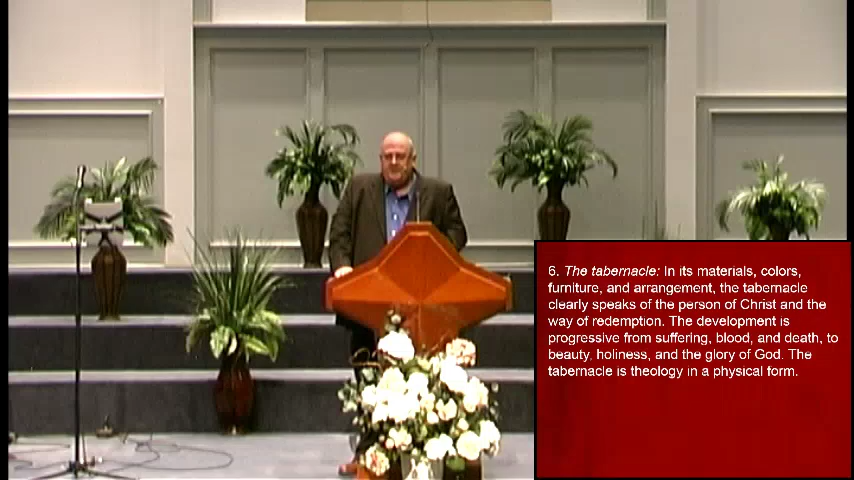 6. The tabernacle: In its materials, colors,
furniture, and arrangement, the tabernacle
clearly speaks of the person of Christ and the
way of redemption. The development is
progressive from suffering, blood, and death, to
beauty, holiness, and the glory of God. The
tabernacle is theology in a physical form.